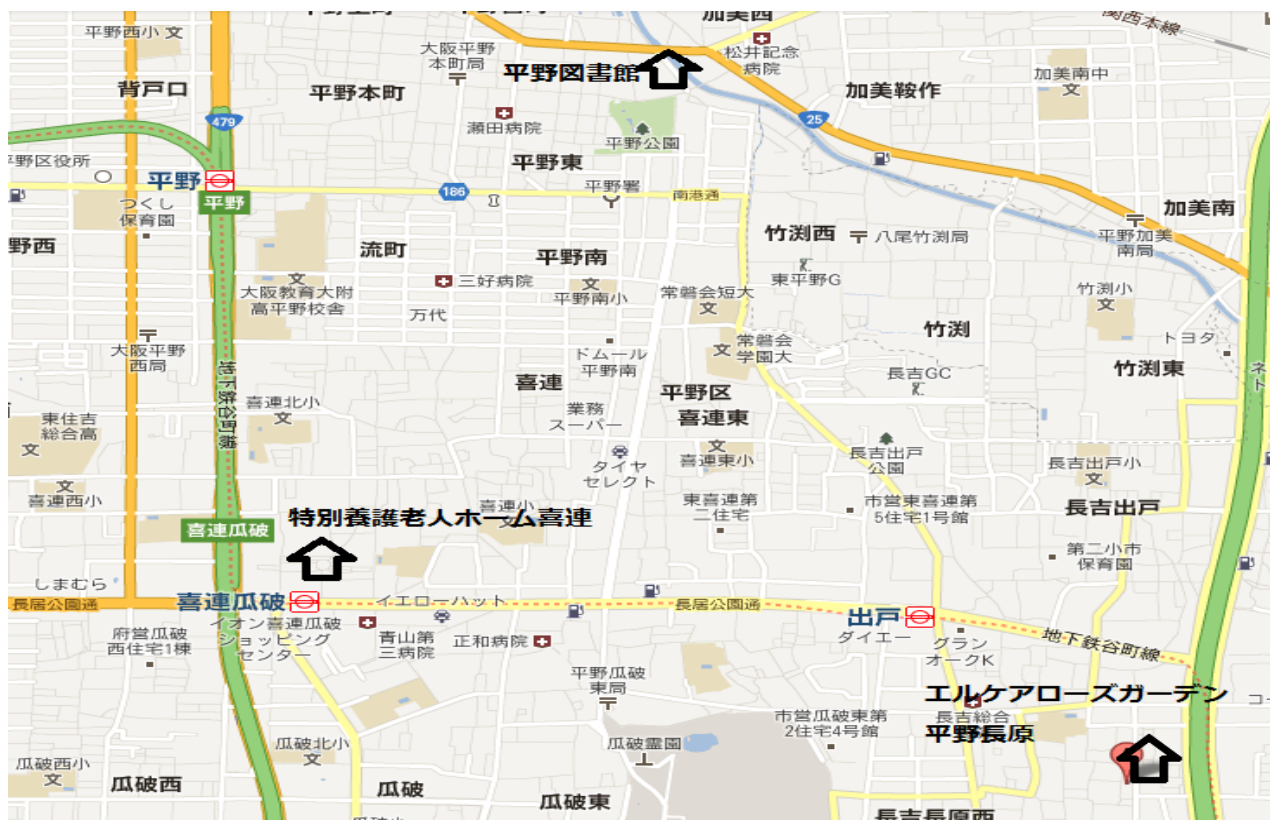 加美西
関西本線
平野西小
大阪平野
本町局
松井記念
病院
平野図書館
加美南中
背戸口
平野本町
加美鞍作
479
瀬田病院
25
平野公園
平野区役所
平野東
平野
186
平野署
南港通
平野
つくし
保育園
加美南
野西
流町
平野南
竹渕西
八尾竹渕局
平野加美
南局
大阪教育大附
高平野校舎
三好病院
平野南小
常磐会短大
東平野G
竹渕小
万代
竹渕
大阪平野
西局
ドムール
平野南
常磐会
学園大
トヨタ
地下鉄谷町線
喜連
平野区
長吉GC
竹渕東
ネト
東住吉
総合高
喜連北小
業務
スーパー
喜連東
タイヤ
セレクト
喜連東小
長吉出戸
公園
長吉出戸小
喜連西小
喜連小
東喜連第
二住宅
市営東喜連第
5住宅1号館
長吉出戸
特別養護老人ホーム喜連
喜連瓜破
第二小市
保育園
しまむら
長居公園通
喜連瓜破
イエローハット
長居公園通
出戸
ダイエー
府営瓜破
西住宅1棟
イオン喜連瓜破
ショッピング
センター
青山第
三病院
正和病院
グラン
オークK
地下鉄谷町線
平野瓜破
東局
エルケアローズガーデン
平野長原
コー
長吉総合
市営瓜破東第
2住宅4号館
瓜破北小
瓜破霊園
瓜破西小
瓜破西
瓜破
瓜破東
長吉長原西